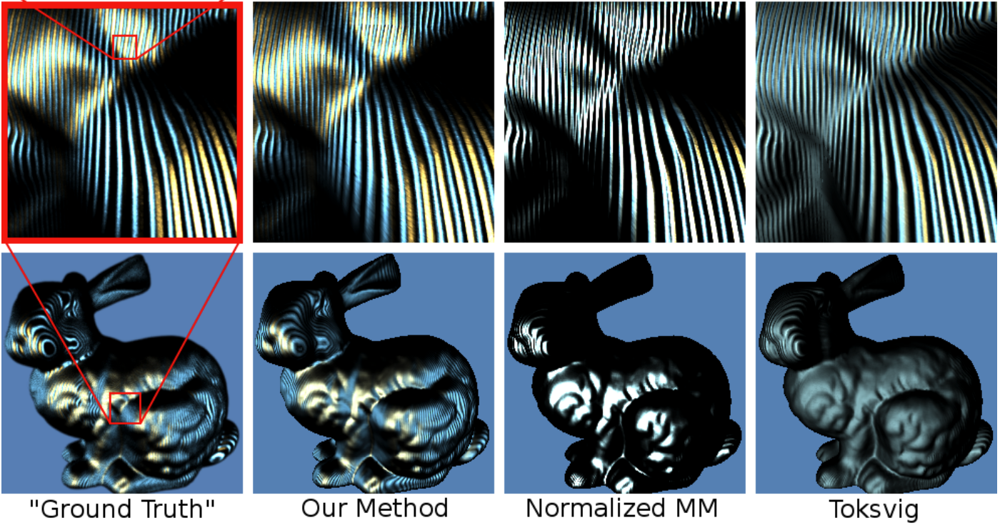 "Ground Truth"
Our Method
Normalized MM
Toksvig